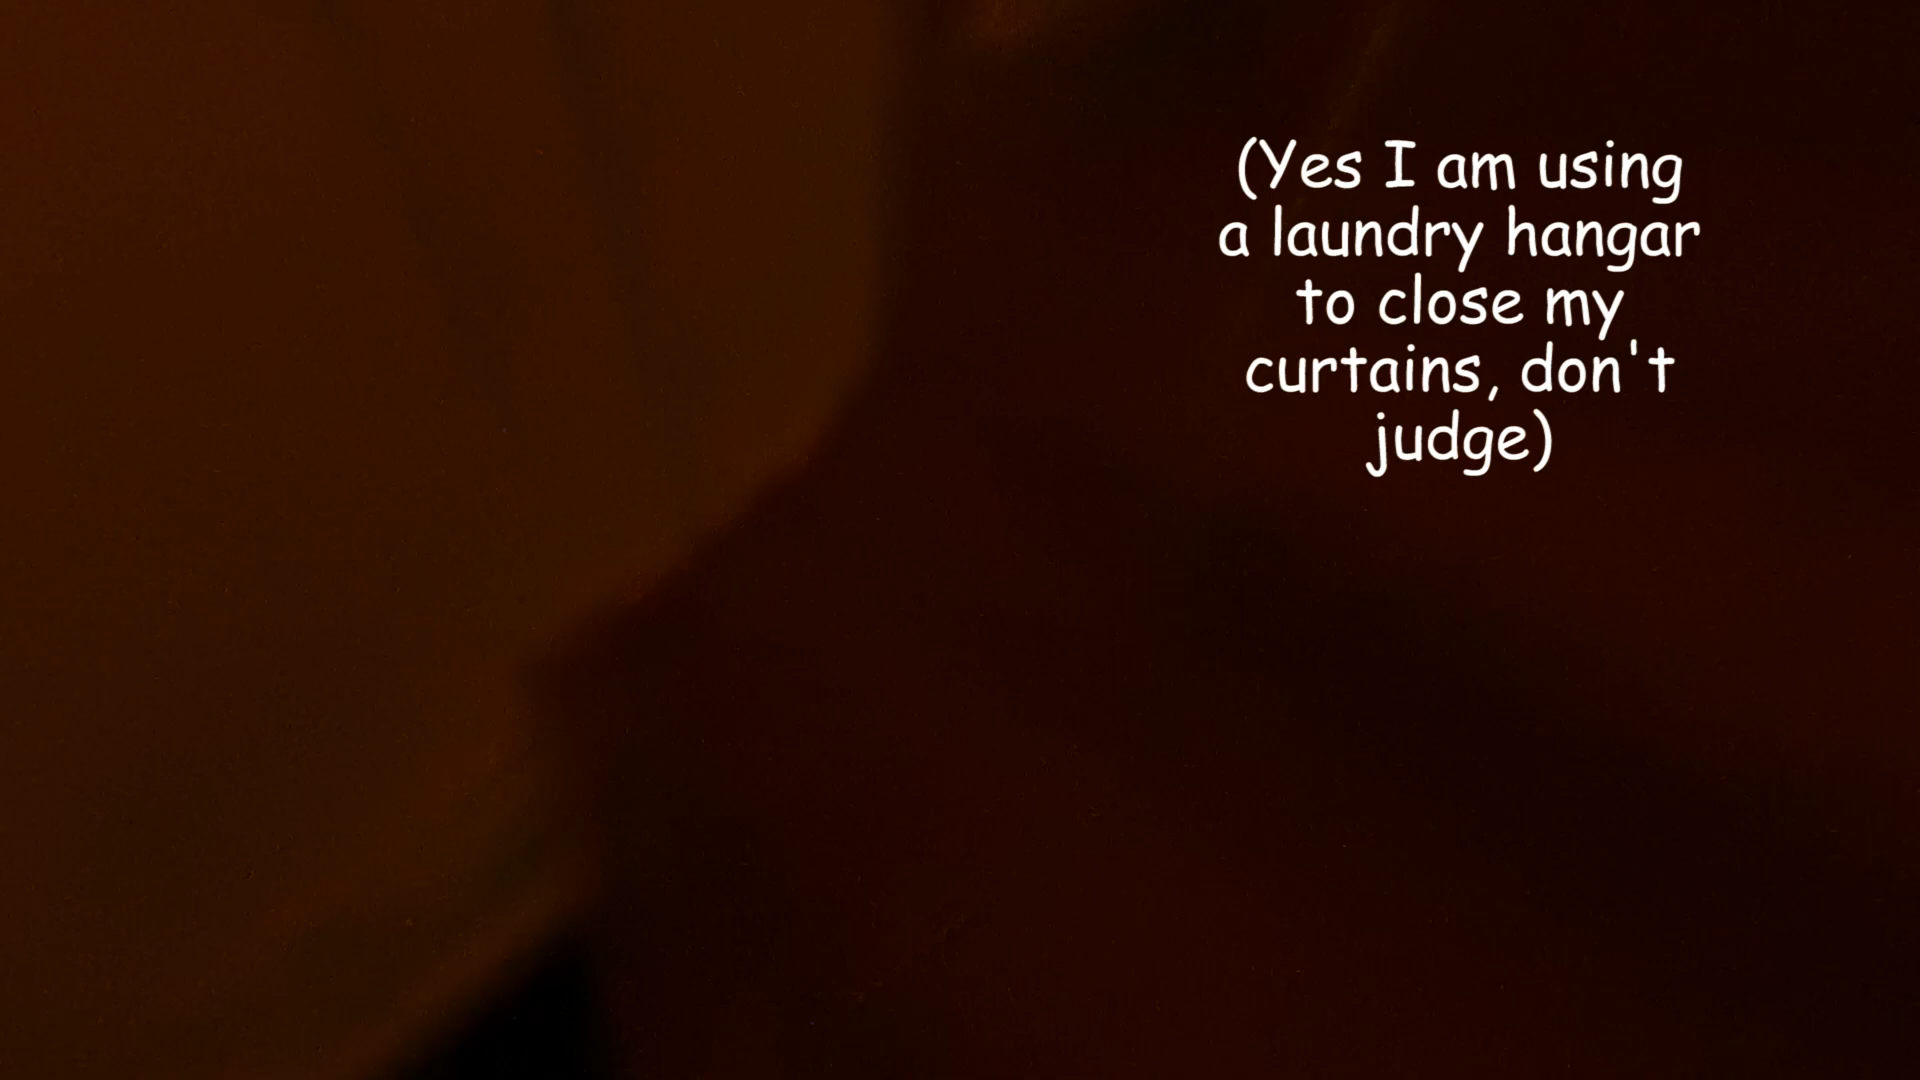 (Yes I am using
a laundry hangar
to close my
curtains, don't
judge)